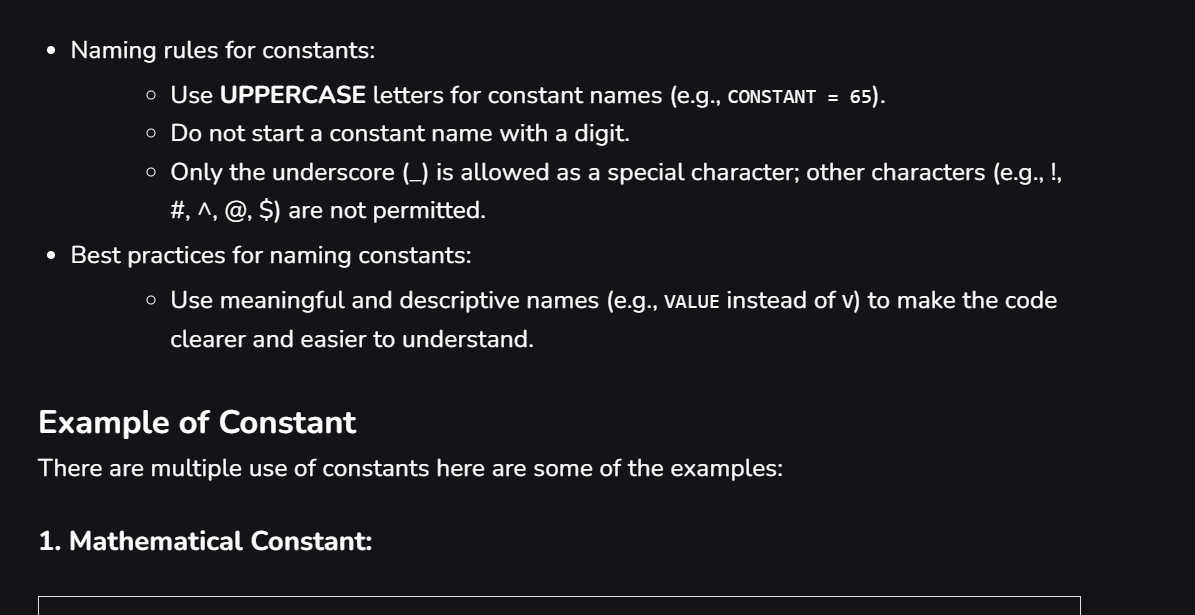 • Naming rules for constants:
○ Use UPPERCASE letters for constant names (e.g., CONSTANT = 65).
○ Do not start a constant name with a digit.
○ Only the underscore (_) is allowed as a special character; other characters (e.g., !,
#, ^, @, $) are not permitted.
• Best practices for naming constants:
○ Use meaningful and descriptive names (e.g., VALUE instead of V) to make the code
clearer and easier to understand.
Example of Constant
There are multiple use of constants here are some of the examples:
1. Mathematical Constant: